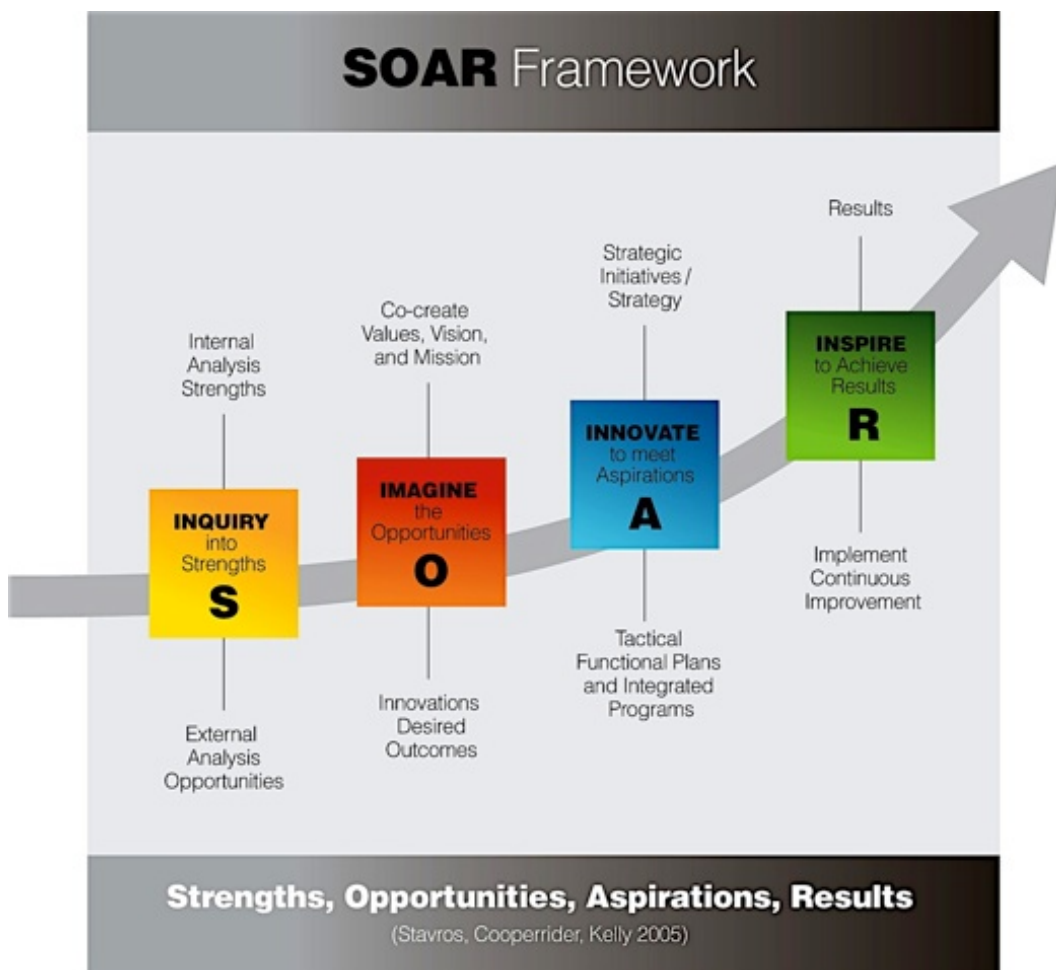 SOAR Framework
Internal
Analysis
Strengths
INQUIRY
into
Strengths
S
External
Analysis
Opportunities
Co-create
Values, Vision,
and Mission
IMAGINE
the
Opportunities
O
Innovations
Desired
Outcomes
Strategic
Initiatives /
Strategy
INNOVATE
to meet
Aspirations
A
Tactical
Functional Plans
and Integrated
Programs
Results
INSPIRE
to Achieve
Results
R
Implement
Continuous
Improvement
Strengths, Opportunities, Aspirations, Results
(Stavros, Cooperrider, Kelly 2005)